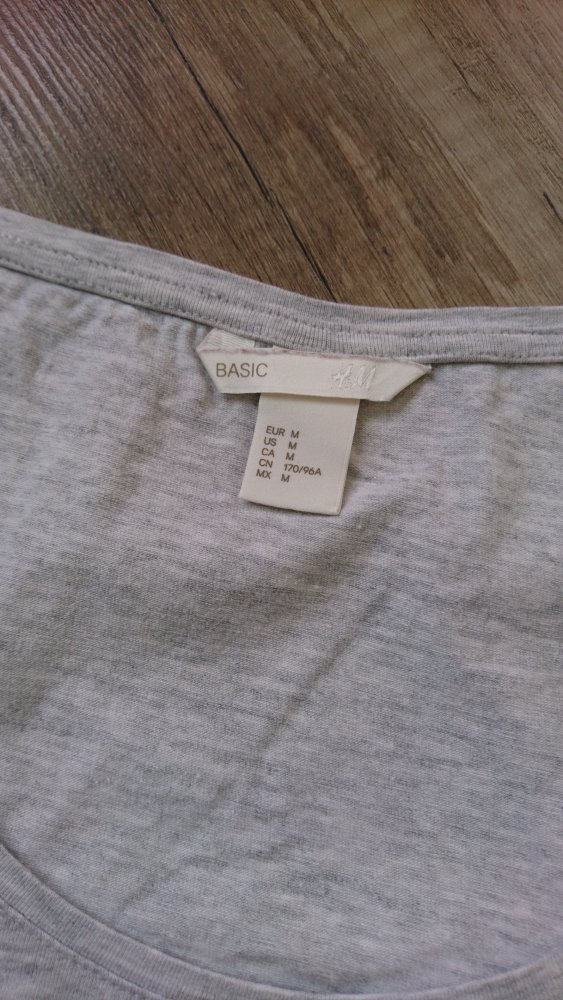 BASIC H&M
EUR M
US M
CA M
CN 170/96A
MX M